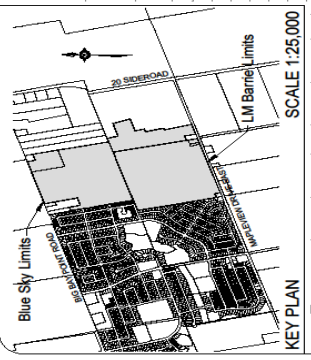 Blue Sky Limits
BIG BAY POINT ROAD
20 SIDEROAD
MAPLEVIEW DRIVE EAST
LM Barrie Limits
KEY PLAN
SCALE 1:25,000